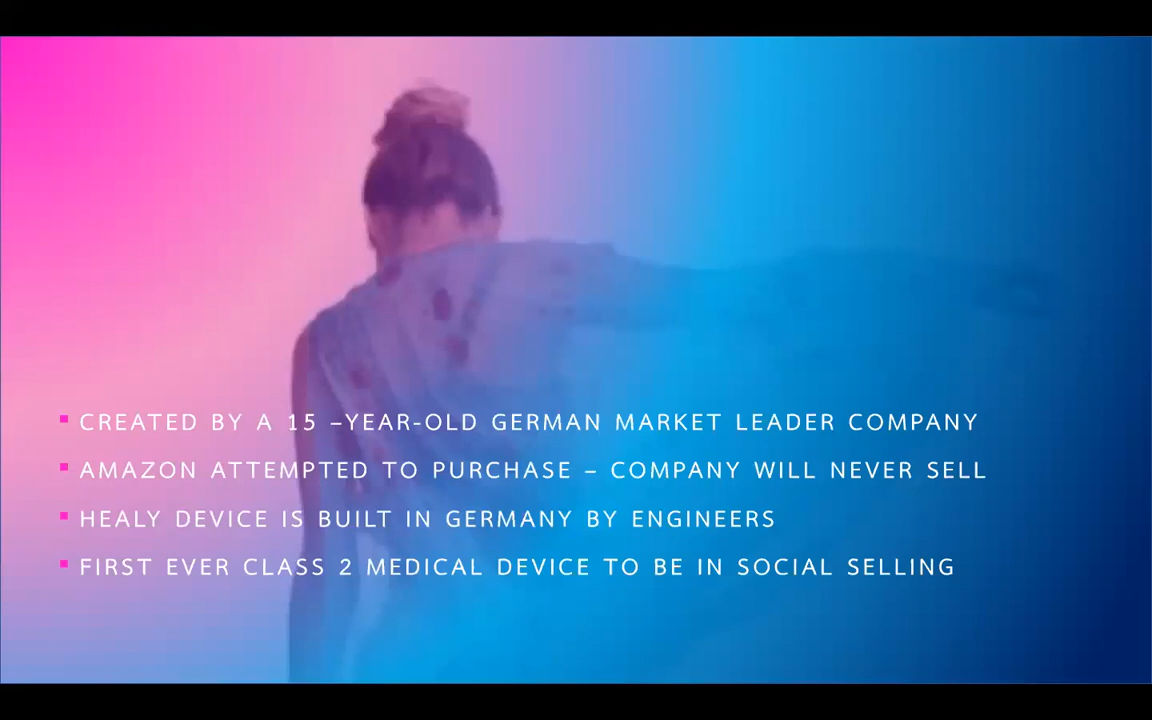 CREATED BY A 15 –YEAR-OLD GERMAN MARKET LEADER COMPANY
AMAZON ATTEMPTED TO PURCHASE – COMPANY WILL NEVER SELL
HEALY DEVICE IS BUILT IN GERMANY BY ENGINEERS
FIRST EVER CLASS 2 MEDICAL DEVICE TO BE IN SOCIAL SELLING